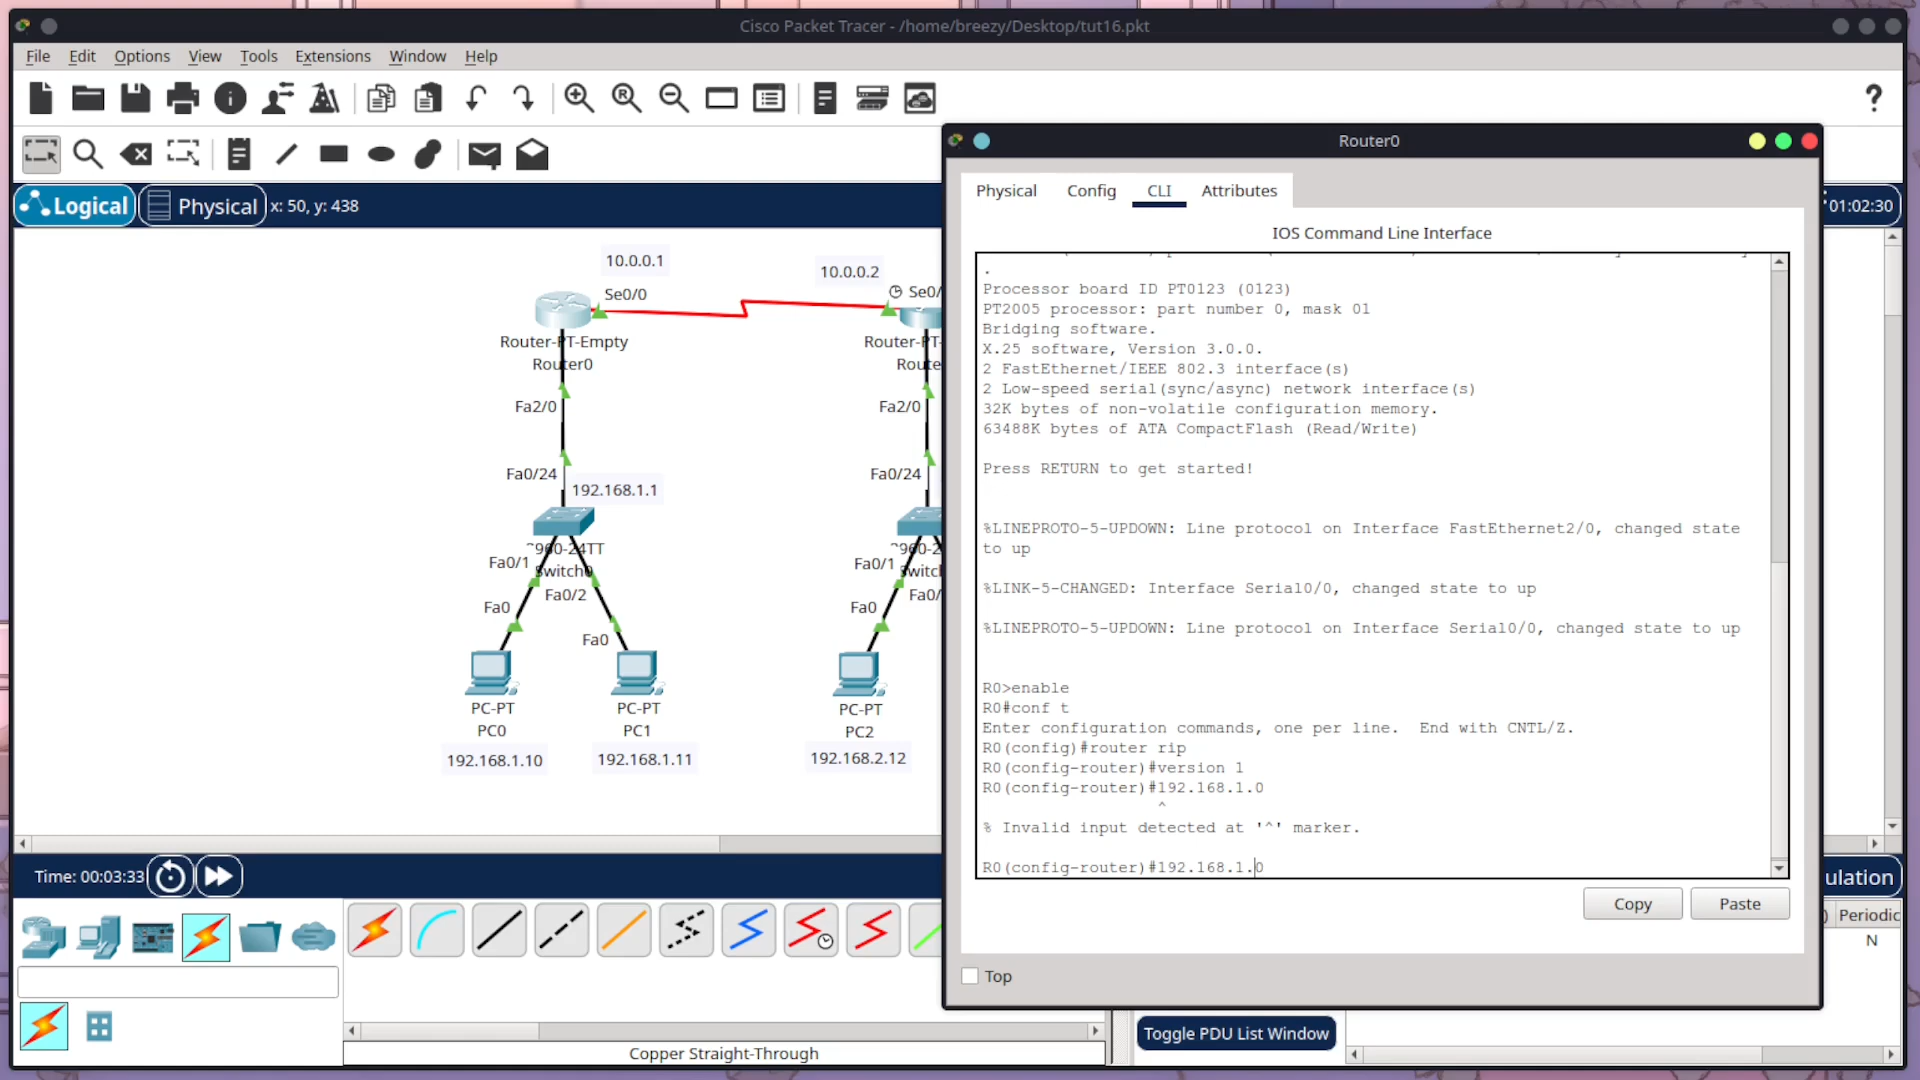 Cisco Packet Tracer - /home/breezy/Desktop/tut16.pkt
File Edit Options View Tools Extensions Window Help
?
Logical
Physical
x: 50, y: 438
01:02:30
10.0.0.1
10.0.0.2
Se0/0
Se0/
Router-PT-Empty
Router0
Fa2/0
Fa2/0
Fa0/24
Fa0/24
192.168.1.1
Fa0/1
Switch0
Fa0/2
Fa0/1
Fa0/
Fa0
Fa0
Fa0
PC-PT
PC0
PC-PT
PC1
PC-PT
PC2
192.168.1.10
192.168.1.11
192.168.2.12
Router0
Physical Config CLI Attributes
IOS Command Line Interface
.
Processor board ID PT0123 (0123)
PT2005 processor: part number 0, mask 01
Bridging software.
X.25 software, Version 3.0.0.
2 FastEthernet/IEEE 802.3 interface(s)
2 Low-speed serial(sync/async) network interface(s)
32K bytes of non-volatile configuration memory.
63488K bytes of ATA CompactFlash (Read/Write)
Press RETURN to get started!
%LINEPROTO-5-UPDOWN: Line protocol on Interface FastEthernet2/0, changed state
to up
%LINK-5-CHANGED: Interface Serial0/0, changed state to up
%LINEPROTO-5-UPDOWN: Line protocol on Interface Serial0/0, changed state to up
R0>enable
R0#conf t
Enter configuration commands, one per line.  End with CNTL/Z.
R0(config)#router rip
R0(config-router)#version 1
R0(config-router)#192.168.1.0
^
% Invalid input detected at '^' marker.
R0(config-router)#192.168.1.0
Copy
Paste
Top
Time: 00:03:33
ulation
Periodic
N
Toggle PDU List Window
Copper Straight-Through